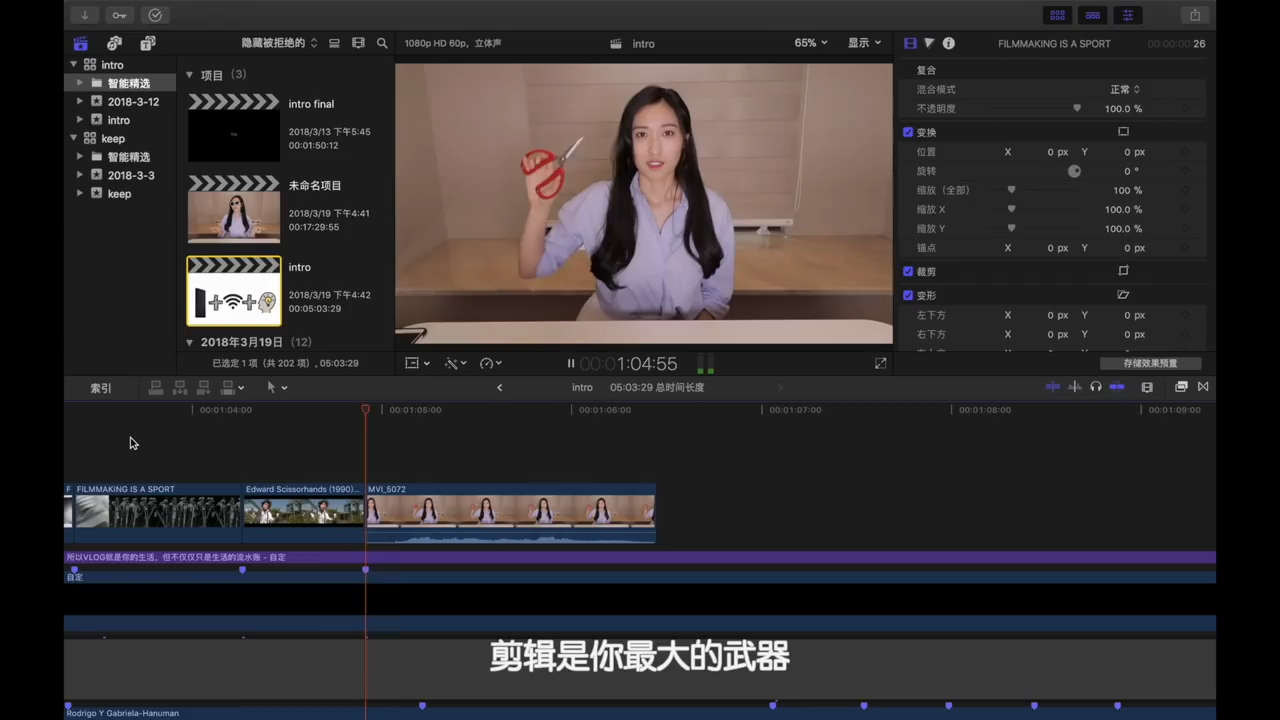 隐藏被拒绝的
1080p HD 60p，立体声
intro
65%
显示
FILMMAKING IS A SPORT
00:00:00:26
intro
智能精选
2018-3-12
intro
keep
智能精选
2018-3-3
keep
项目 (3)
intro final
2018/3/13 下午5:45
00:01:50:12
未命名项目
2018/3/19 下午4:41
00:17:29:55
intro
2018/3/19 下午4:42
00:05:03:29
2018年3月19日 (12)
已选定 1 项（共 202 项），05:03:29
00:00:1:04:55
复合
混合模式
正常
不透明度
100.0 %
变换
位置 X 0 px Y 0 px
旋转 0 °
缩放（全部） 100 %
缩放 X 100.0 %
缩放 Y 100.0 %
锚点 X 0 px Y 0 px
裁剪
变形
左下方 X 0 px Y 0 px
右下方 X 0 px Y 0 px
存储效果预置
索引
intro
05:03:29 总时间长度
00:01:04:00
00:01:05:00
00:01:06:00
00:01:07:00
00:01:08:00
00:01:09:00
F
FILMMAKING IS A SPORT
Edward Scissorhands (1990)...
MVI_5072
所以VLOG就是你的生活，但不仅仅只是生活的流水账 - 自定
自定
剪辑是你最大的武器
Rodrigo Y Gabriela-Hanuman